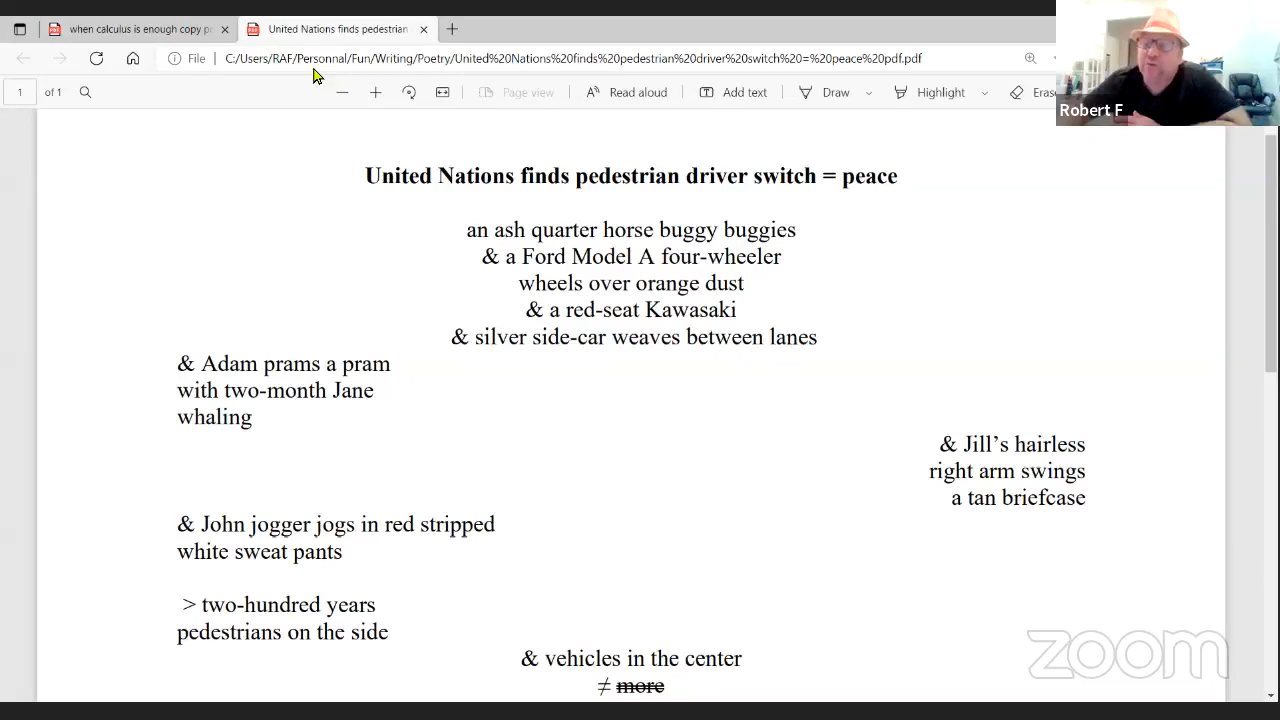 when calculus is enough copy p
United Nations finds pedestrian
File
C:/Users/RAF/Personnal/Fun/Writing/Poetry/United%20Nations%20finds%20pedestrian%20driver%20switch%20=%20peace%20pdf.pdf
1 of 1
Page view
Read aloud
Add text
Draw
Highlight
Eras
Robert F
United Nations finds pedestrian driver switch = peace
an ash quarter horse buggy buggies
& a Ford Model A four-wheeler
wheels over orange dust
& a red-seat Kawasaki
& silver side-car weaves between lanes
& Adam prams a pram
with two-month Jane
whaling
& Jill's hairless
right arm swings
a tan briefcase
& John jogger jogs in red stripped
white sweat pants
> two-hundred years
pedestrians on the side
& vehicles in the center
≠ more
zoom